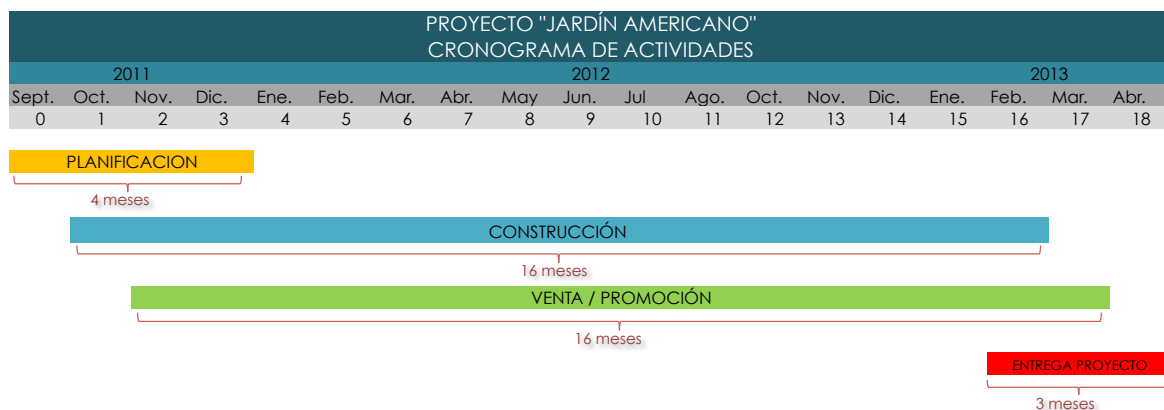 PROYECTO "JARDÍN AMERICANO"
CRONOGRAMA DE ACTIVIDADES
2011 2012 2013
Sept. Oct. Nov. Dic. Ene. Feb. Mar. Abr. May Jun. Jul Ago. Oct. Nov. Dic. Ene. Feb. Mar. Abr.
0 1 2 3 4 5 6 7 8 9 10 11 12 13 14 15 16 17 18
PLANIFICACION
4 meses
CONSTRUCCIÓN
16 meses
VENTA / PROMOCIÓN
16 meses
ENTREGA PROYECTO
3 meses